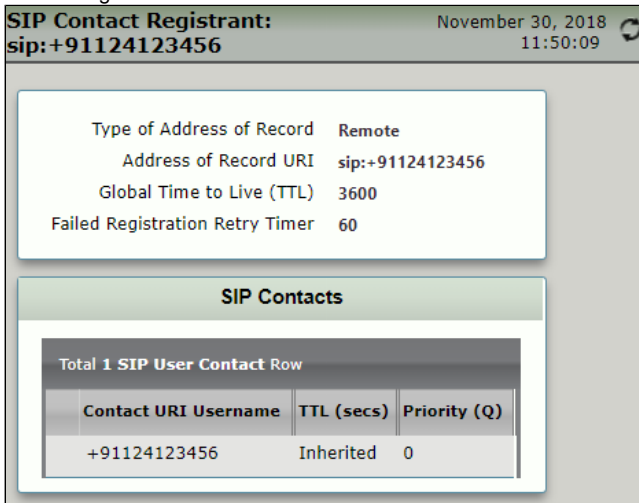 SIP Contact Registrant:
sip:+91124123456
November 30, 2018
11:50:09
Type of Address of Record Remote
Address of Record URI sip:+91124123456
Global Time to Live (TTL) 3600
Failed Registration Retry Timer 60
SIP Contacts
Total 1 SIP User Contact Row
Contact URI Username TTL (secs) Priority (Q)
+91124123456 Inherited 0